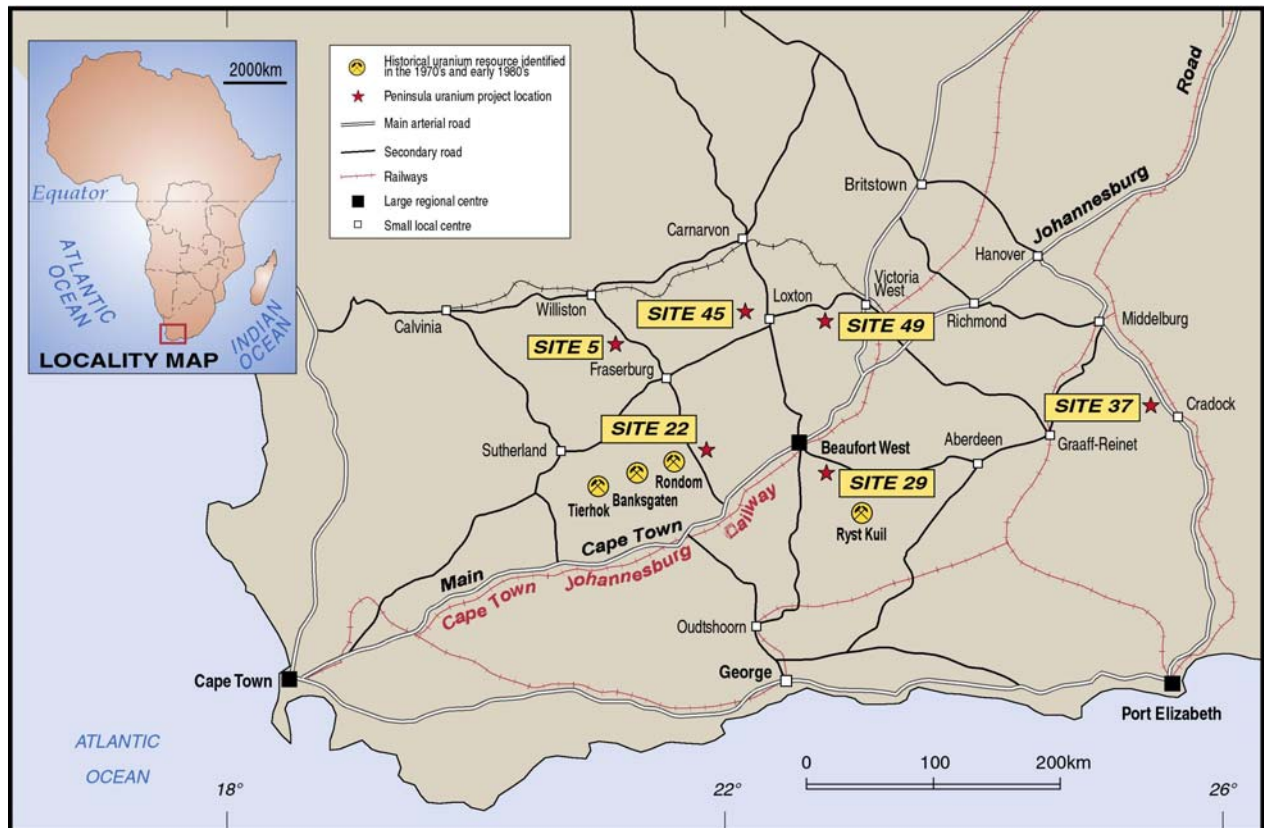 2000km
Equator
ATLANTIC
OCEAN
INDIAN
OCEAN
LOCALITY MAP
Historical uranium resource identified
in the 1970's and early 1980's
Peninsula uranium project location
Main arterial road
Secondary road
Railways
Large regional centre
Small local centre
Road
Johannesburg
Britstown
Carnarvon
Hanover
Victoria
West
Loxton
Williston
SITE 45
Calvinia
SITE 49
Richmond
Middelburg
SITE 5
Fraserburg
SITE 37
Cradock
SITE 22
Sutherland
Beaufort West
Aberdeen
Graaff-Reinet
Rondom
Banksgaten
Tierhok
SITE 29
Ryst Kuil
Cape Town
Railway
Main
Johannesburg
Cape Town
Oudtshoorn
George
Cape Town
Port Elizabeth
ATLANTIC
OCEAN
0 100 200km
18° 22° 26°